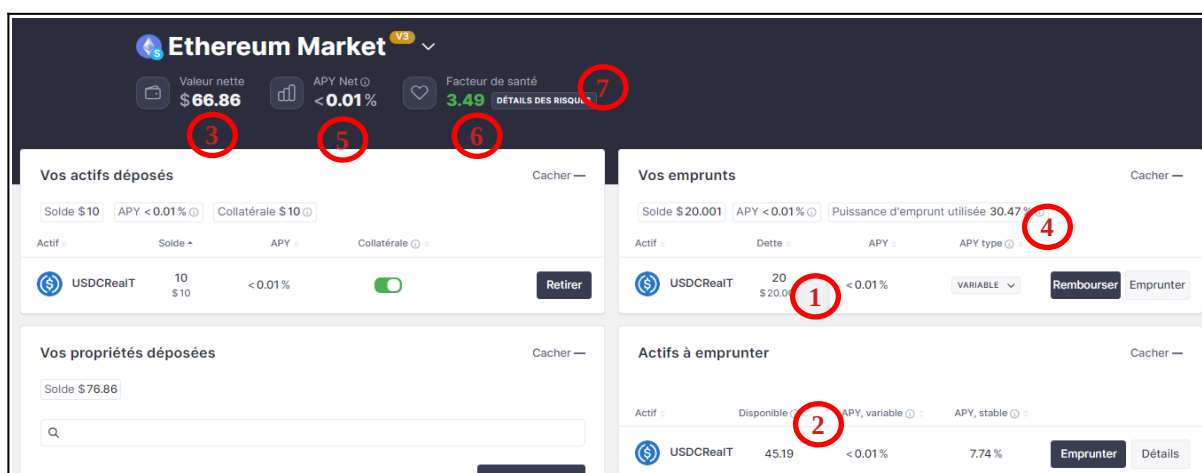 Ethereum Market V3
Valeur nette
$66.86
APY Net
<0.01%
Facteur de santé
3.49 DÉTAILS DES RISQUES
7
3
5
6
Vos actifs déposés
Cacher —
Solde $10 APY <0.01% Collatérale $10
Actif Solde APY Collatérale
USDCRealT 10 <0.01% Retirer
$10
Vos emprunts
Cacher —
Solde $20.001 APY <0.01% Puissance d'emprunt utilisée 30.47%
4
Actif Dette APY APY type
USDCRealT 20 <0.01% VARIABLE Rembourser Emprunter
1
Vos propriétés déposées
Cacher —
Solde $76.86
Actifs à emprunter
Cacher —
Actif Disponible APY, variable APY, stable
2
USDCRealT 45.19 <0.01% 7.74% Emprunter Détails